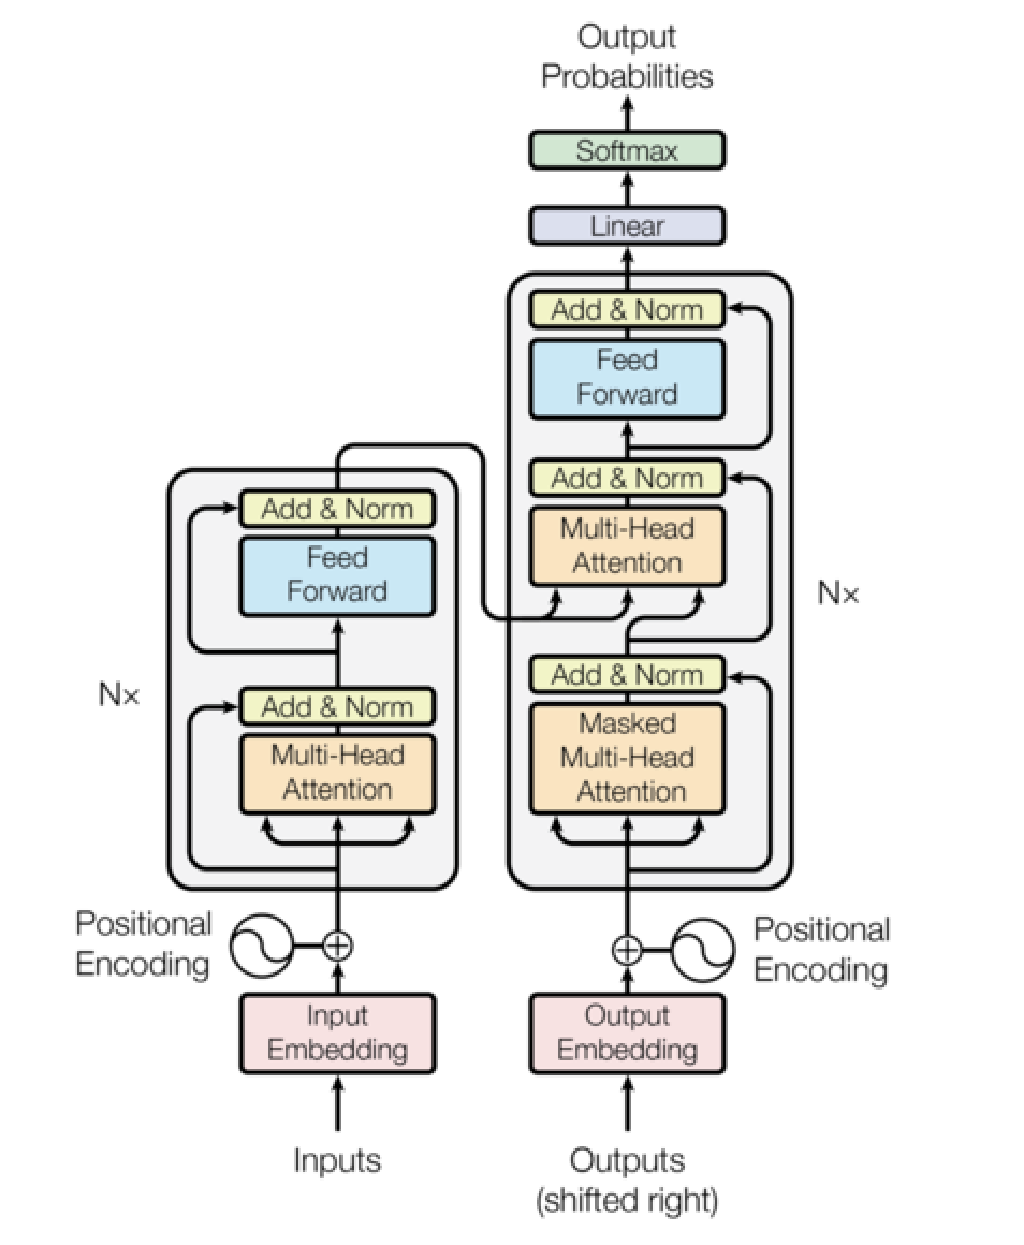 Output
Probabilities
Softmax
Linear
Add & Norm
Feed
Forward
Add & Norm
Multi-Head
Attention
Nx
Add & Norm
Masked
Multi-Head
Attention
Add & Norm
Feed
Forward
Nx
Add & Norm
Multi-Head
Attention
Positional
Encoding
Positional
Encoding
Input
Embedding
Output
Embedding
Inputs
Outputs
(shifted right)